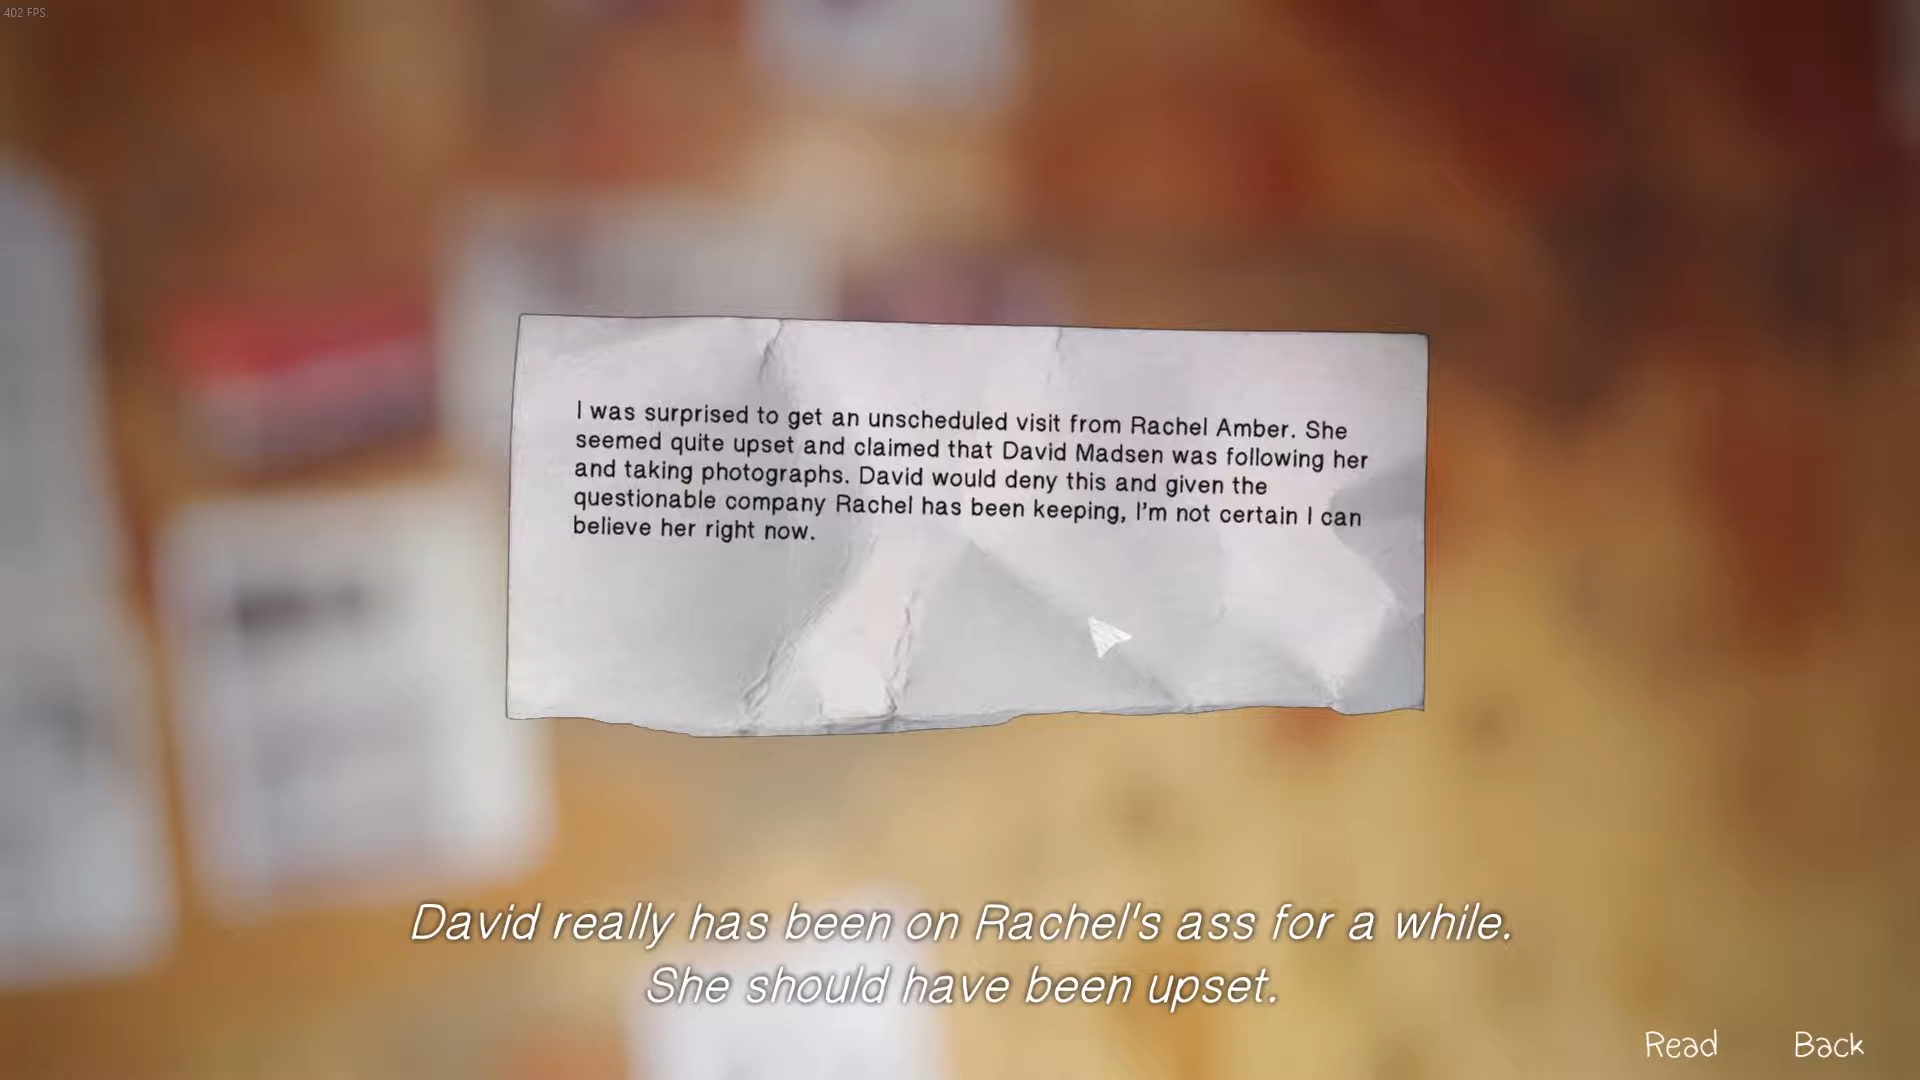 402 FPS
I was surprised to get an unscheduled visit from Rachel Amber. She
seemed quite upset and claimed that David Madsen was following her
and taking photographs. David would deny this and given the
questionable company Rachel has been keeping, I'm not certain I can
believe her right now.
David really has been on Rachel's ass for a while.
She should have been upset.
Read
Back